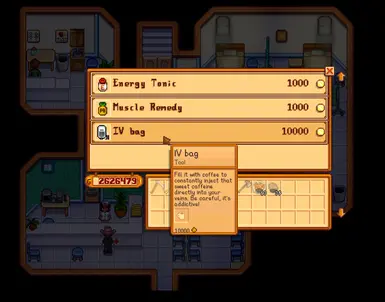 Energy Tonic 1000
Muscle Remedy 1000
IV bag 10000
2626479
IV bag
Tool
Fill it with coffee to
constantly inject that
sweet caffeine
directly into your
veins. Be careful, it's
addictive!
10000